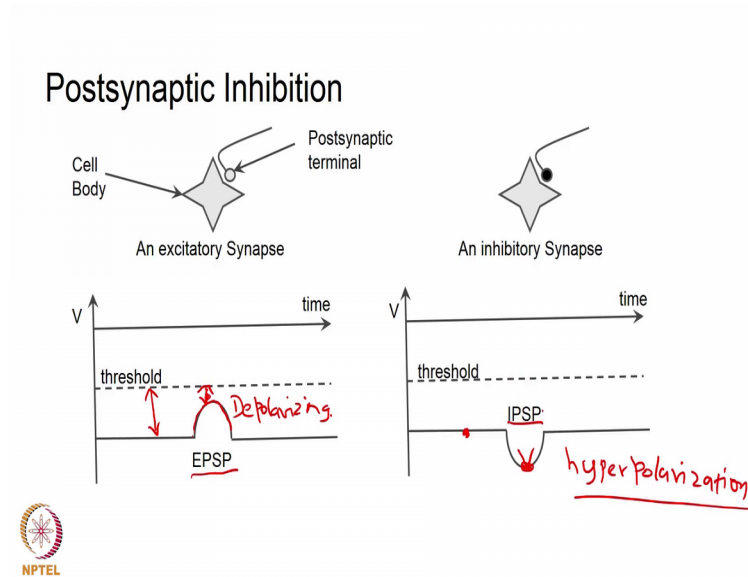 Postsynaptic Inhibition
Cell
Body
Postsynaptic
terminal
An excitatory Synapse
An inhibitory Synapse
V
time
threshold
Depolarizing.
EPSP
V
time
threshold
IPSP
hyperpolarization
NPTEL